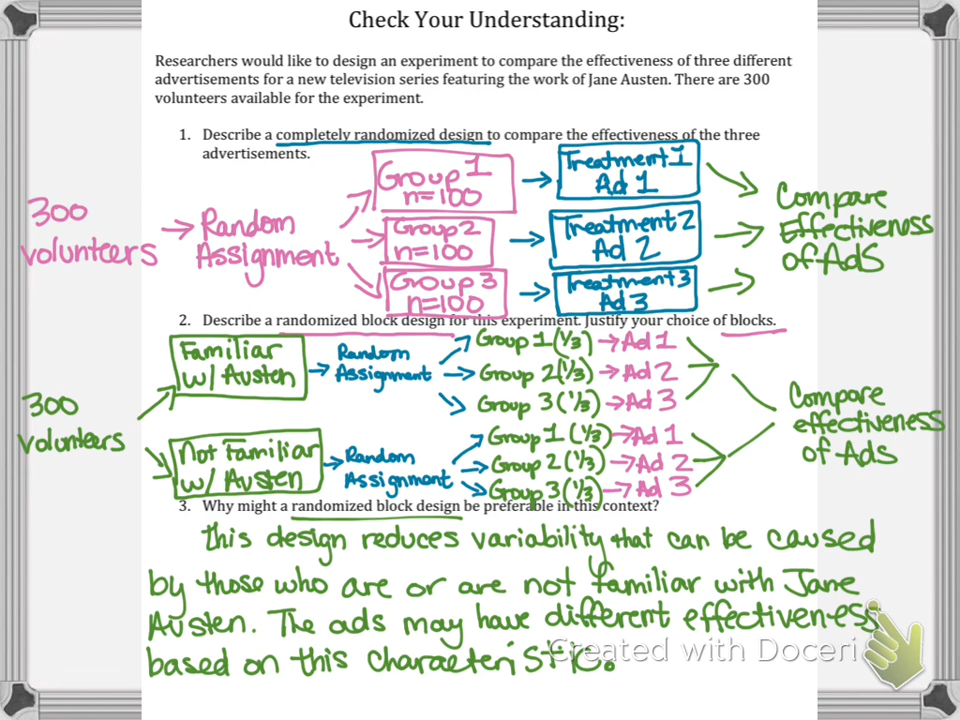 Check Your Understanding:
Researchers would like to design an experiment to compare the effectiveness of three different
advertisements for a new television series featuring the work of Jane Austen. There are 300
volunteers available for the experiment.
1. Describe a completely randomized design to compare the effectiveness of the three
advertisements.
300
volunteers
Random
Assignment
Group 1
n=100
Group 2
n=100
Group 3
n=100
Treatment 1
Ad 1
Treatment 2
Ad 2
Treatment 3
Ad 3
Compare
Effectiveness
of Ads
2. Describe a randomized block design for this experiment. Justify your choice of blocks.
300
volunteers
Familiar
w/ Austen
Random
Assignment
Group 1 (1/3) → Ad 1
Group 2 (1/3) → Ad 2
Group 3 (1/3) → Ad 3
Not Familiar
w/ Austen
Random
Assignment
Group 1 (1/3) → Ad 1
Group 2 (1/3) → Ad 2
Group 3 (1/3) → Ad 3
Compare
effectiveness
of Ads
3. Why might a randomized block design be preferable in this context?
This design reduces variability that can be caused
by those who are or are not familiar with Jane
Austen. The ads may have different effectiveness
based on this characteristic.
Created with Doceri